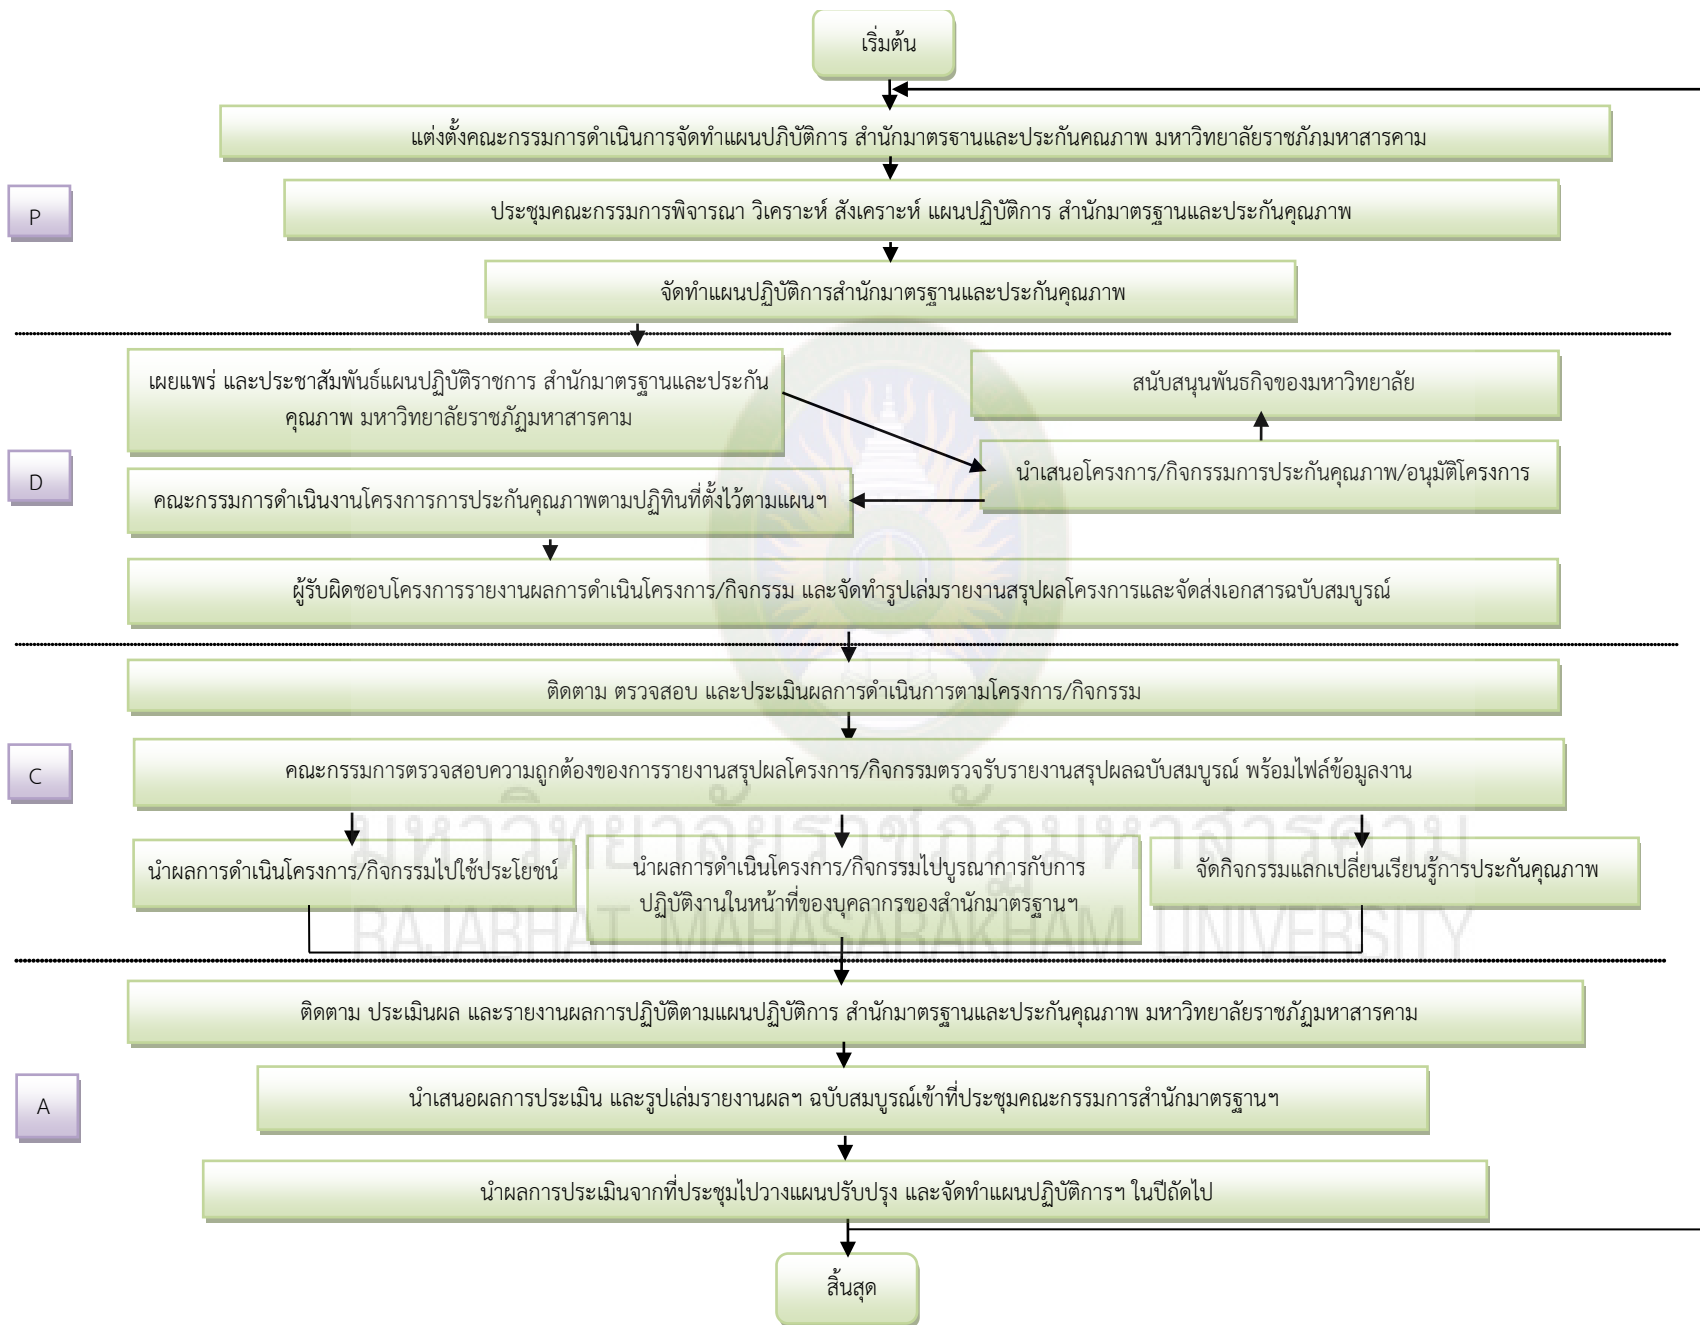 เริ่มต้น
แต่งตั้งคณะกรรมการดำเนินการจัดทำแผนปฏิบัติการ สำนักมาตรฐานและประกันคุณภาพ มหาวิทยาลัยราชภัฏมหาสารคาม
P
ประชุมคณะกรรมการพิจารณา วิเคราะห์ สังเคราะห์ แผนปฏิบัติการ สำนักมาตรฐานและประกันคุณภาพ
จัดทำแผนปฏิบัติการสำนักมาตรฐานและประกันคุณภาพ
เผยแพร่ และประชาสัมพันธ์แผนปฏิบัติราชการ สำนักมาตรฐานและประกัน
คุณภาพ มหาวิทยาลัยราชภัฏมหาสารคาม
สนับสนุนพันธกิจของมหาวิทยาลัย
D
นำเสนอโครงการ/กิจกรรมการประกันคุณภาพ/อนุมัติโครงการ
คณะกรรมการดำเนินงานโครงการการประกันคุณภาพตามปฏิทินที่ตั้งไว้ตามแผนฯ
ผู้รับผิดชอบโครงการรายงานผลการดำเนินโครงการ/กิจกรรม และจัดทำรูปเล่มรายงานสรุปผลโครงการและจัดส่งเอกสารฉบับสมบูรณ์
ติดตาม ตรวจสอบ และประเมินผลการดำเนินการตามโครงการ/กิจกรรม
C
คณะกรรมการตรวจสอบความถูกต้องของการรายงานสรุปผลโครงการ/กิจกรรมตรวจรับรายงานสรุปผลฉบับสมบูรณ์ พร้อมไฟล์ข้อมูลงาน
มหาวิทยาลัยราชภัฏมหาสารคาม
นำผลการดำเนินโครงการ/กิจกรรมไปใช้ประโยชน์
นำผลการดำเนินโครงการ/กิจกรรมไปบูรณาการกับการ
ปฏิบัติงานในหน้าที่ของบุคลากรของสำนักมาตรฐานฯ
จัดกิจกรรมแลกเปลี่ยนเรียนรู้การประกันคุณภาพ
RAJABHAT MAHASARAKHAM UNIVERSITY
ติดตาม ประเมินผล และรายงานผลการปฏิบัติตามแผนปฏิบัติการ สำนักมาตรฐานและประกันคุณภาพ มหาวิทยาลัยราชภัฏมหาสารคาม
A
นำเสนอผลการประเมิน และรูปเล่มรายงานผลฯ ฉบับสมบูรณ์เข้าที่ประชุมคณะกรรมการสำนักมาตรฐานฯ
นำผลการประเมินจากที่ประชุมไปวางแผนปรับปรุง และจัดทำแผนปฏิบัติการฯ ในปีถัดไป
สิ้นสุด